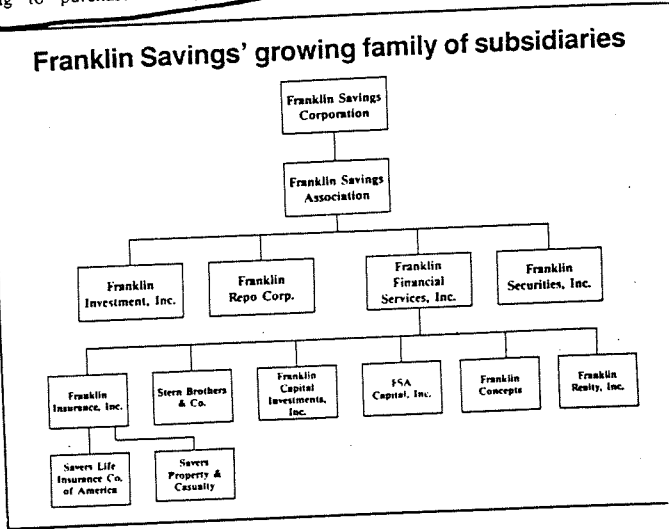 to purcha
Franklin Savings' growing family of subsidiaries
Franklin Savings
Corporation
Franklin Savings
Association
Franklin
Investment, Inc.
Franklin
Repo Corp.
Franklin
Financial
Services, Inc.
Franklin
Securities, Inc.
Franklin
Insurance, Inc.
Stern Brothers
& Co.
Franklin
Capital
Investments,
Inc.
FSA
Capital, Inc.
Franklin
Concepts
Franklin
Realty, Inc.
Savers Life
Insurance Co.
of America
Savers
Property &
Casualty